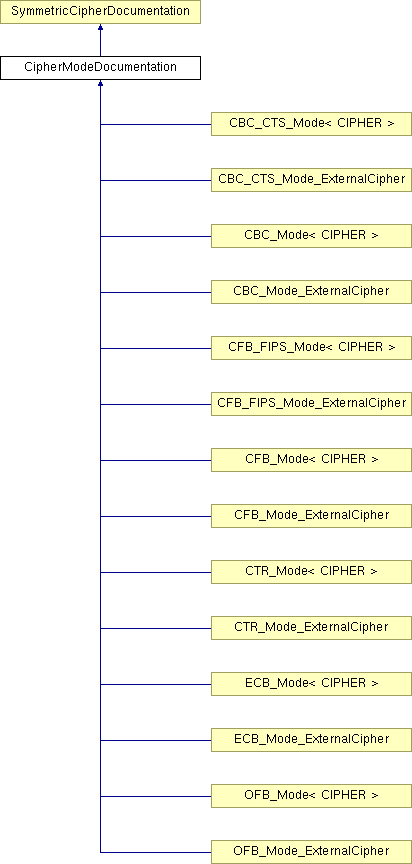 SymmetricCipherDocumentation
CipherModeDocumentation
CBC_CTS_Mode< CIPHER >
CBC_CTS_Mode_ExternalCipher
CBC_Mode< CIPHER >
CBC_Mode_ExternalCipher
CFB_FIPS_Mode< CIPHER >
CFB_FIPS_Mode_ExternalCipher
CFB_Mode< CIPHER >
CFB_Mode_ExternalCipher
CTR_Mode< CIPHER >
CTR_Mode_ExternalCipher
ECB_Mode< CIPHER >
ECB_Mode_ExternalCipher
OFB_Mode< CIPHER >
OFB_Mode_ExternalCipher